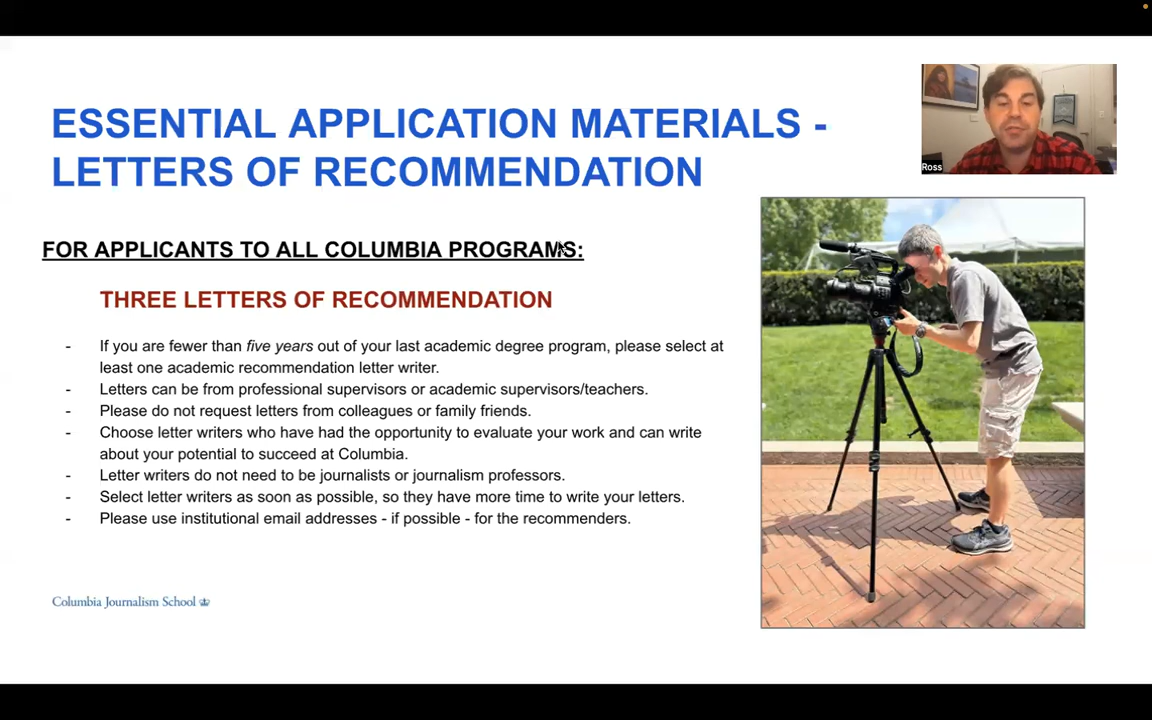 ESSENTIAL APPLICATION MATERIALS -
LETTERS OF RECOMMENDATION
Ross
FOR APPLICANTS TO ALL COLUMBIA PROGRAMS:
THREE LETTERS OF RECOMMENDATION
- If you are fewer than five years out of your last academic degree program, please select at
least one academic recommendation letter writer.
- Letters can be from professional supervisors or academic supervisors/teachers.
- Please do not request letters from colleagues or family friends.
- Choose letter writers who have had the opportunity to evaluate your work and can write
about your potential to succeed at Columbia.
- Letter writers do not need to be journalists or journalism professors.
- Select letter writers as soon as possible, so they have more time to write your letters.
- Please use institutional email addresses - if possible - for the recommenders.
Columbia Journalism School